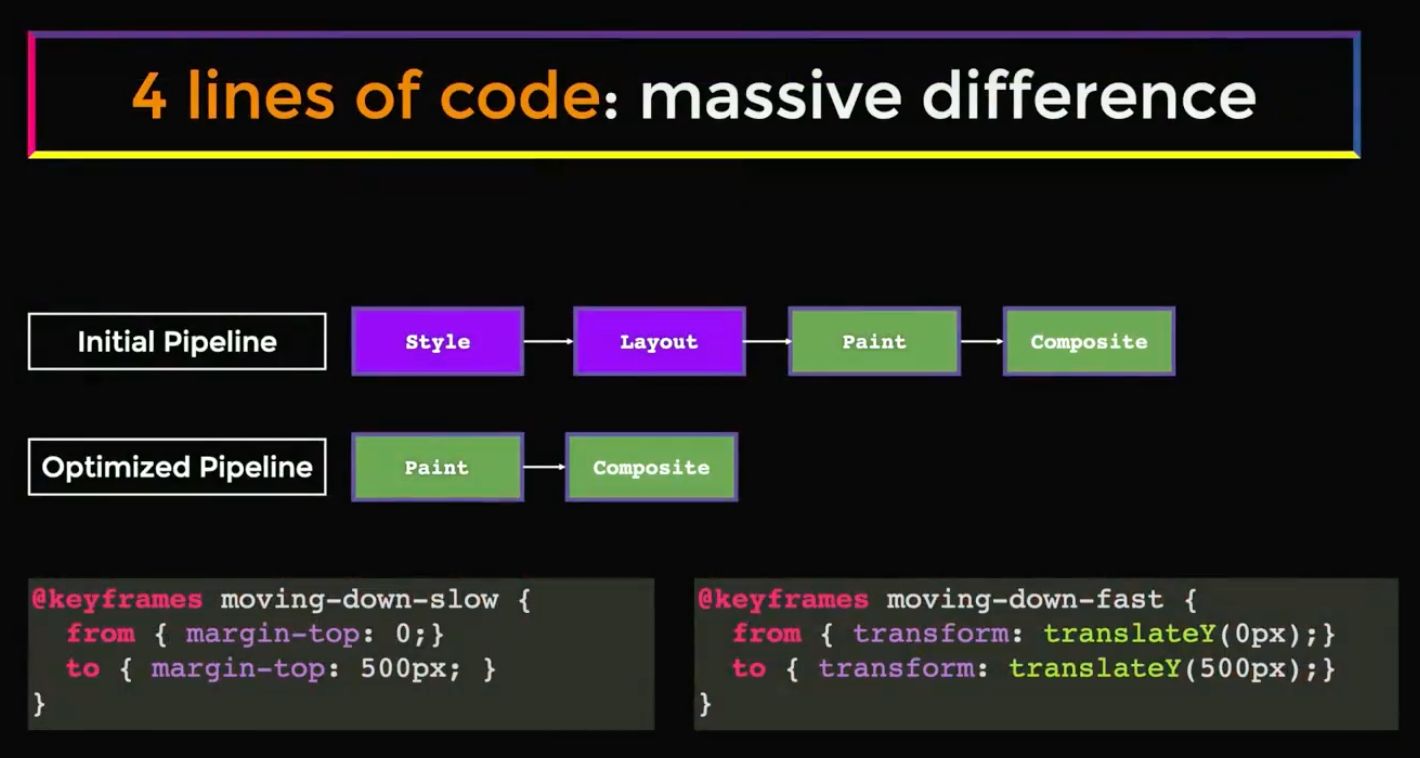 4 lines of code: massive difference
Initial Pipeline
Style
Layout
Paint
Composite
Optimized Pipeline
Paint
Composite
@keyframes moving-down-slow {
  from { margin-top: 0;}
  to { margin-top: 500px; }
}
@keyframes moving-down-fast {
  from { transform: translateY(0px);}
  to { transform: translateY(500px);}
}